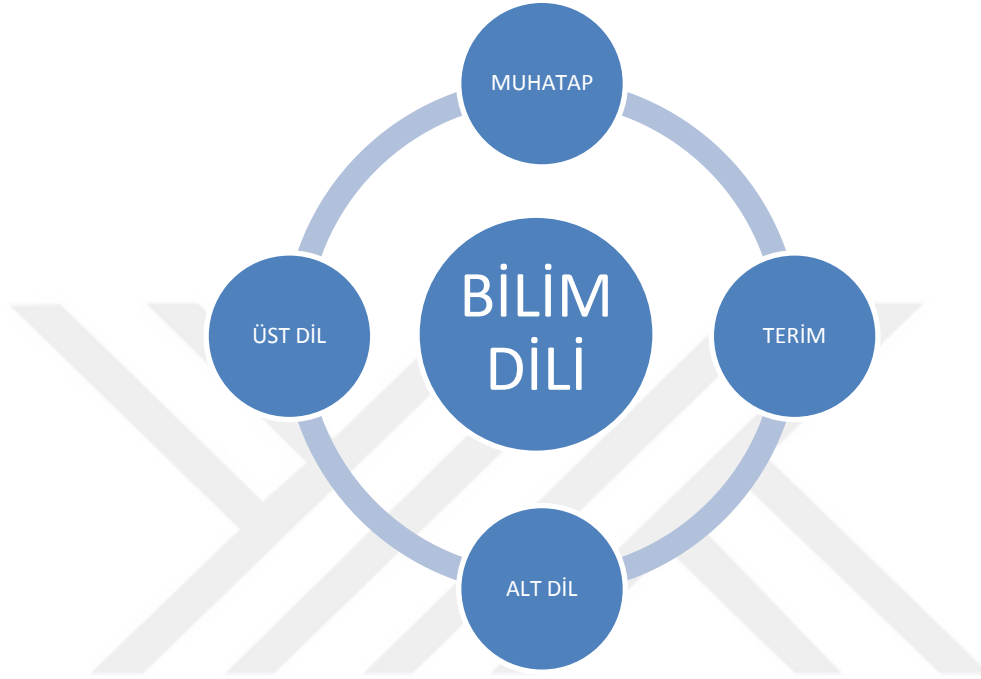 MUHATAP
BİLİM
DİLİ
ÜST DİL
TERİM
ALT DİL